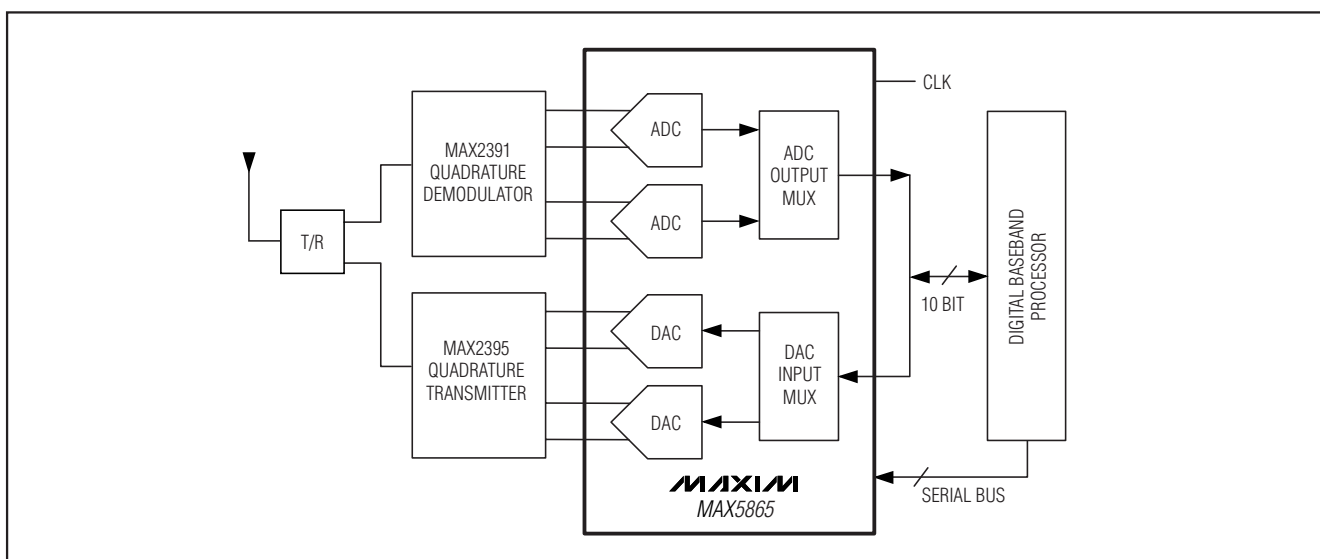 CLK
MAX2391
QUADRATURE
DEMODULATOR
ADC
ADC
ADC
OUTPUT
MUX
T/R
10 BIT
DIGITAL BASEBAND
PROCESSOR
MAX2395
QUADRATURE
TRANSMITTER
DAC
DAC
DAC
INPUT
MUX
MAXIM
MAX5865
SERIAL BUS